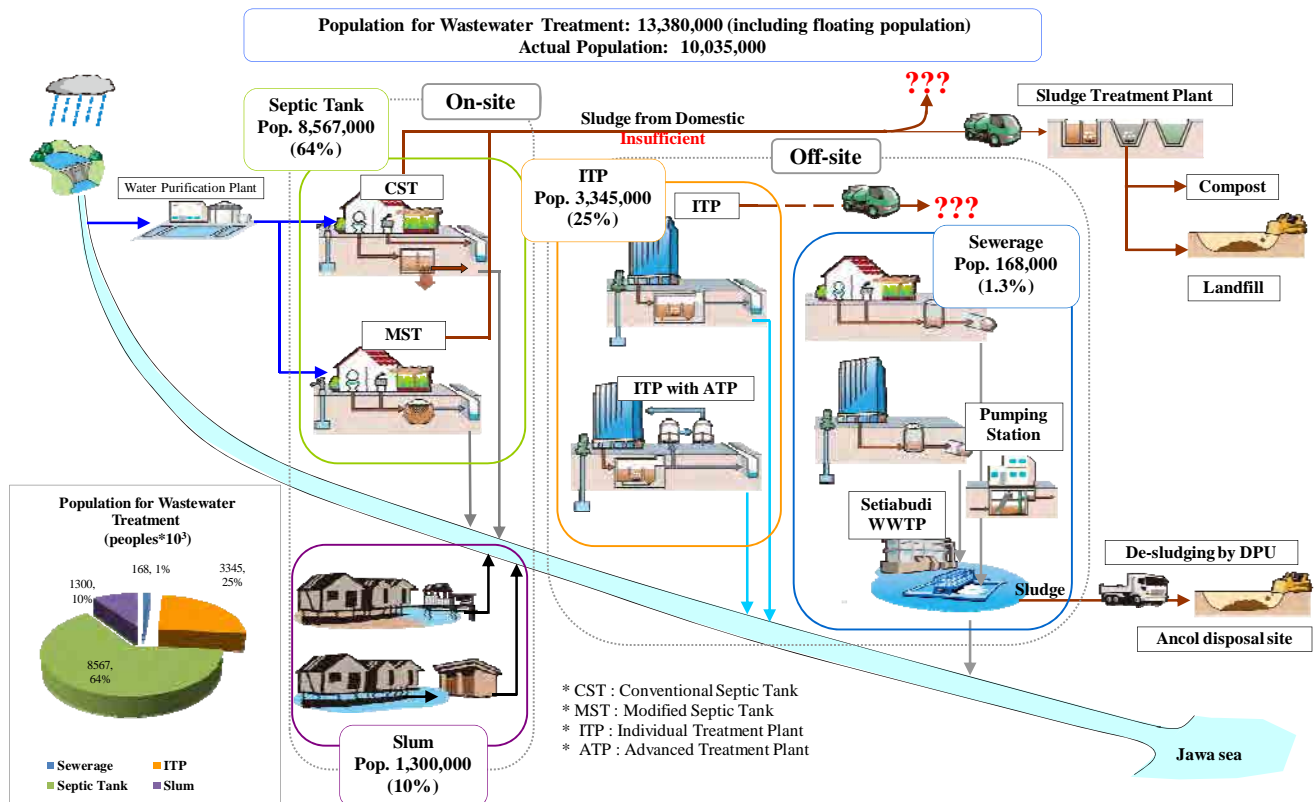 Population for Wastewater Treatment: 13,380,000 (including floating population)
Actual Population: 10,035,000
Septic Tank
Pop. 8,567,000
(64%)
On-site
Sludge from Domestic
Insufficient
???
Sludge Treatment Plant
Off-site
Water Purification Plant
CST
ITP
Pop. 3,345,000
(25%)
ITP
???
Compost
Sewerage
Pop. 168,000
(1.3%)
Landfill
MST
ITP with ATP
Pumping
Station
Setiabudi
WWTP
Sludge
De-sludging by DPU
Ancol disposal site
Population for Wastewater
Treatment
(peoples*10³)
168, 1%
3345,
25%
1300,
10%
8567,
64%
Sewerage
ITP
Septic Tank
Slum
Slum
Pop. 1,300,000
(10%)
* CST : Conventional Septic Tank
* MST : Modified Septic Tank
* ITP : Individual Treatment Plant
* ATP : Advanced Treatment Plant
Jawa sea